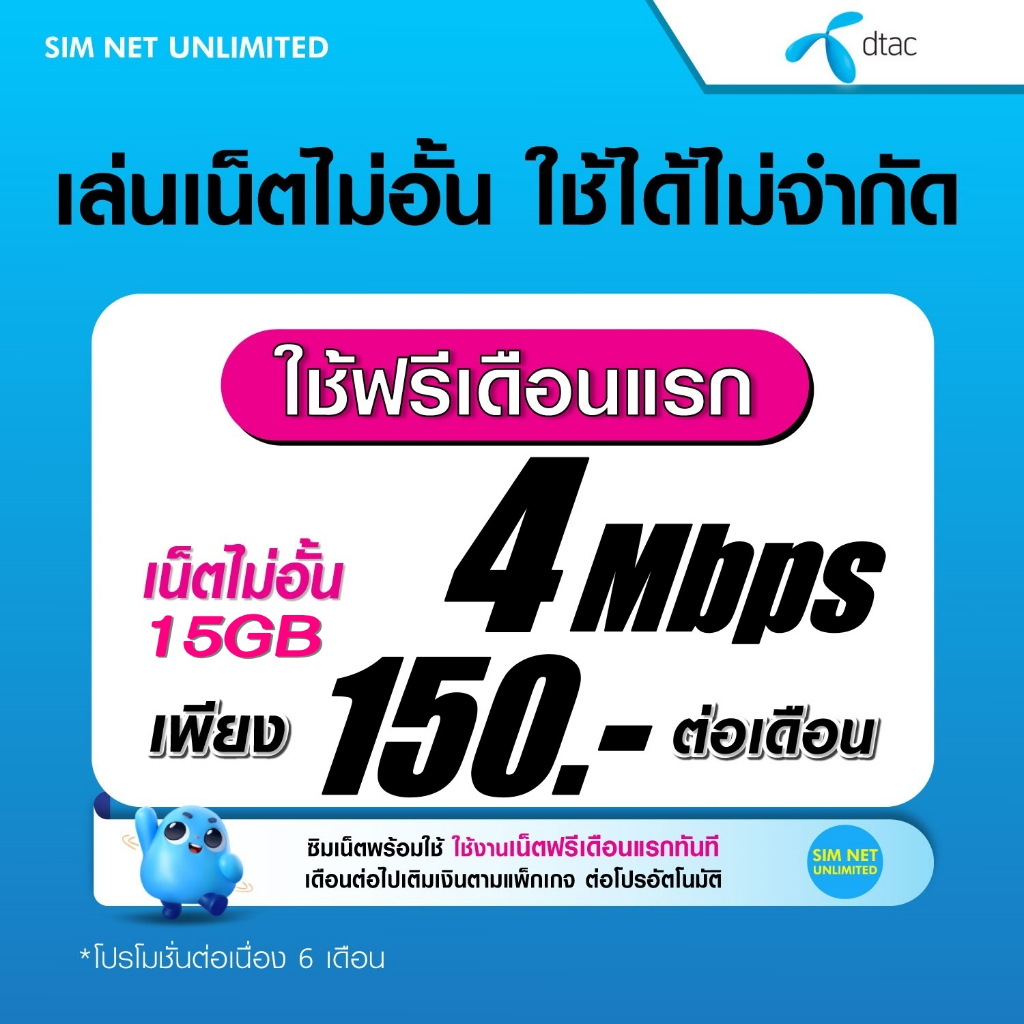 SIM NET UNLIMITED
dtac
เล่นเน็ตไม่อั้น ใช้ได้ไม่จำกัด
ใช้ฟรีเดือนแรก
เน็ตไม่อั้น
15GB
4 Mbps
เพียง 150.- ต่อเดือน
ซิมเน็ตพร้อมใช้ ใช้งานเน็ตฟรีเดือนแรกทันที
เดือนต่อไปเติมเงินตามแพ็กเกจ ต่อโปรอัตโนมัติ
SIM NET
UNLIMITED
*โปรโมชั่นต่อเนื่อง 6 เดือน